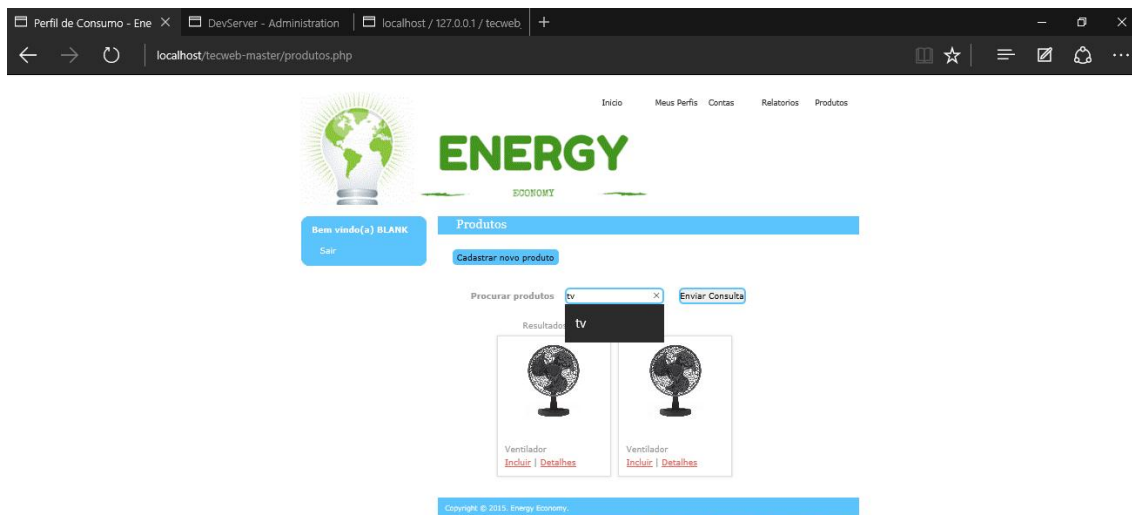 Perfil de Consumo - Ene
DevServer - Administration
localhost / 127.0.0.1 / tecweb_
localhost/tecweb-master/produtos.php
Inicio Meus Perfis Contas Relatorios Produtos
ENERGY
ECONOMY
Bem vindo(a) BLANK
Sair
Produtos
Cadastrar novo produto
Procurar produtos tv Enviar Consulta
tv
Resultados
Ventilador
Incluir | Detalhes
Ventilador
Incluir | Detalhes
Copyright © 2015. Energy Economy.